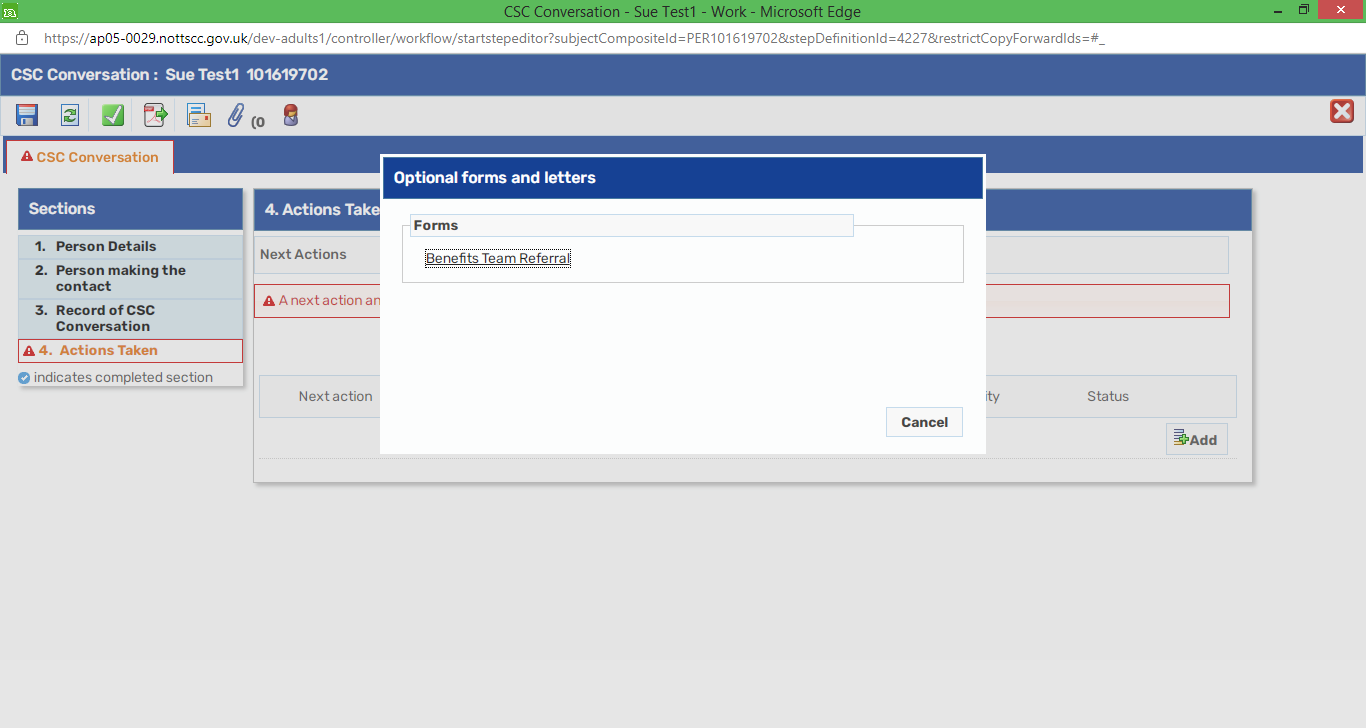 CSC Conversation - Sue Test1 - Work - Microsoft Edge
https://ap05-0029.nottscc.gov.uk/dev-adults1/controller/workflow/startstepeditor?subjectCompositeId=PER101619702&stepDefinitionId=4227&restrictCopyForwardIds=#_
CSC Conversation : Sue Test1 101619702
(0
CSC Conversation
Optional forms and letters
Forms
Benefits Team Referral
Cancel
Sections
1. Person Details
2. Person making the
contact
3. Record of CSC
Conversation
4. Actions Taken
indicates completed section
4. Actions Take
Next Actions
A next action an
Next action
ity
Status
Add